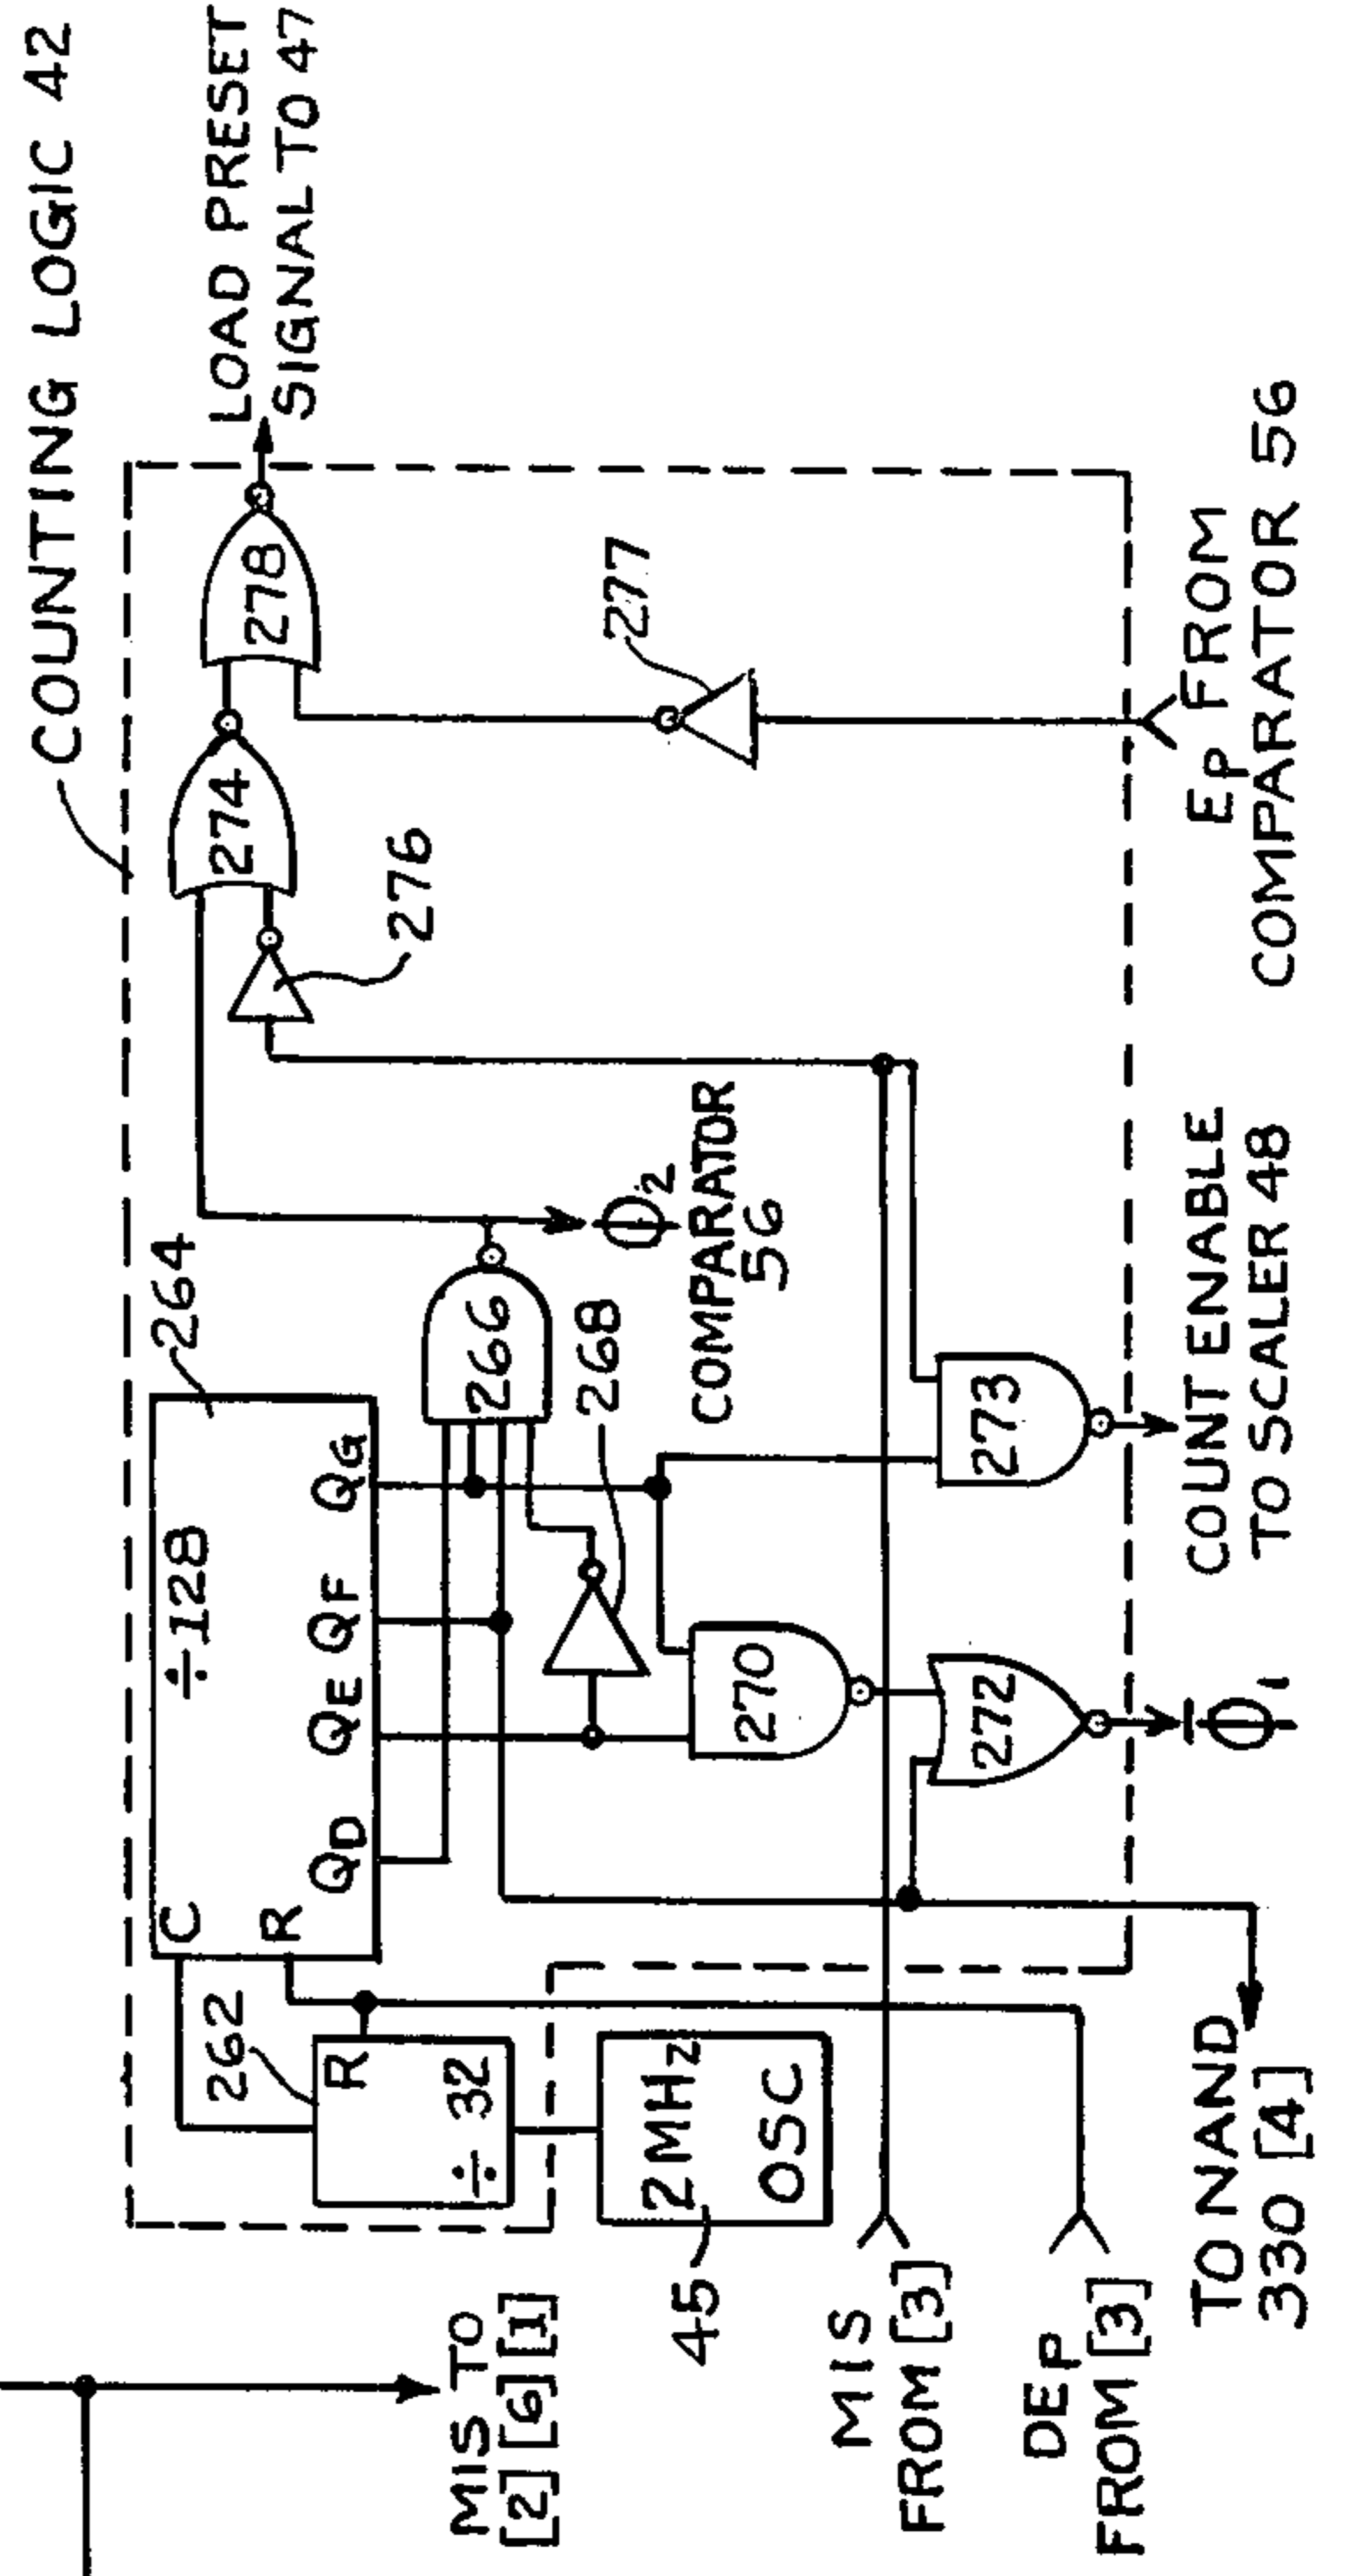 COUNTING LOGIC 42
LOAD PRESET
SIGNAL TO 47
264
÷128
C
R
QD
QE
QF
QG
262
R
÷ 32
2MHz
OSC
45
266
268
270
272
273
274
276
277
278
Φ2
COMPARATOR
56
Φ1
COUNT ENABLE
TO SCALER 48
EP FROM
COMPARATOR 56
MIS TO
[2] [6] [1]
MIS
FROM [3]
DEP
FROM [3]
TO NAND
330 [4]